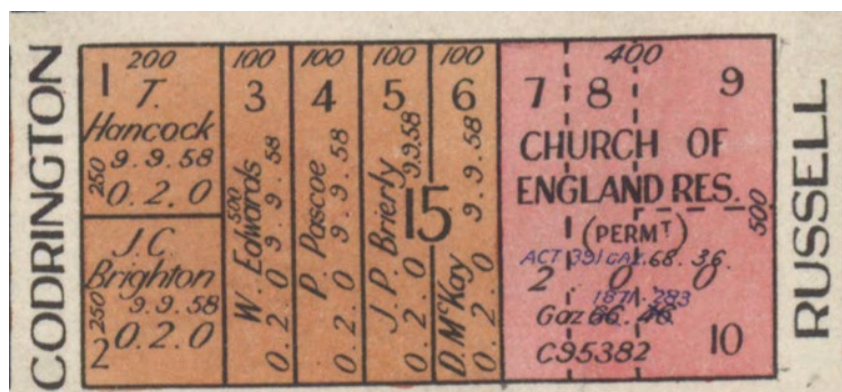 CODRINGTON
200
1
T.
Hancock
9.9.58
250
0.2.0
J.C.
Brighton
9.9.58
250
0.2.0
2
100
3
W. Edwards
500
9.9.58
0.2.0
100
4
P. Pascoe
9.9.58
0.2.0
100
5
J.P. Brierly
9.9.58
0.2.0
15
100
6
D. McKay
9.9.58
0.2.0
400
7 8 9
CHURCH OF
ENGLAND RES.
(PERMT)
500
ACT 391 GAZ. 68. 36.
2 0 0
1871. 283
Gaz 66.
C95382
10
RUSSELL